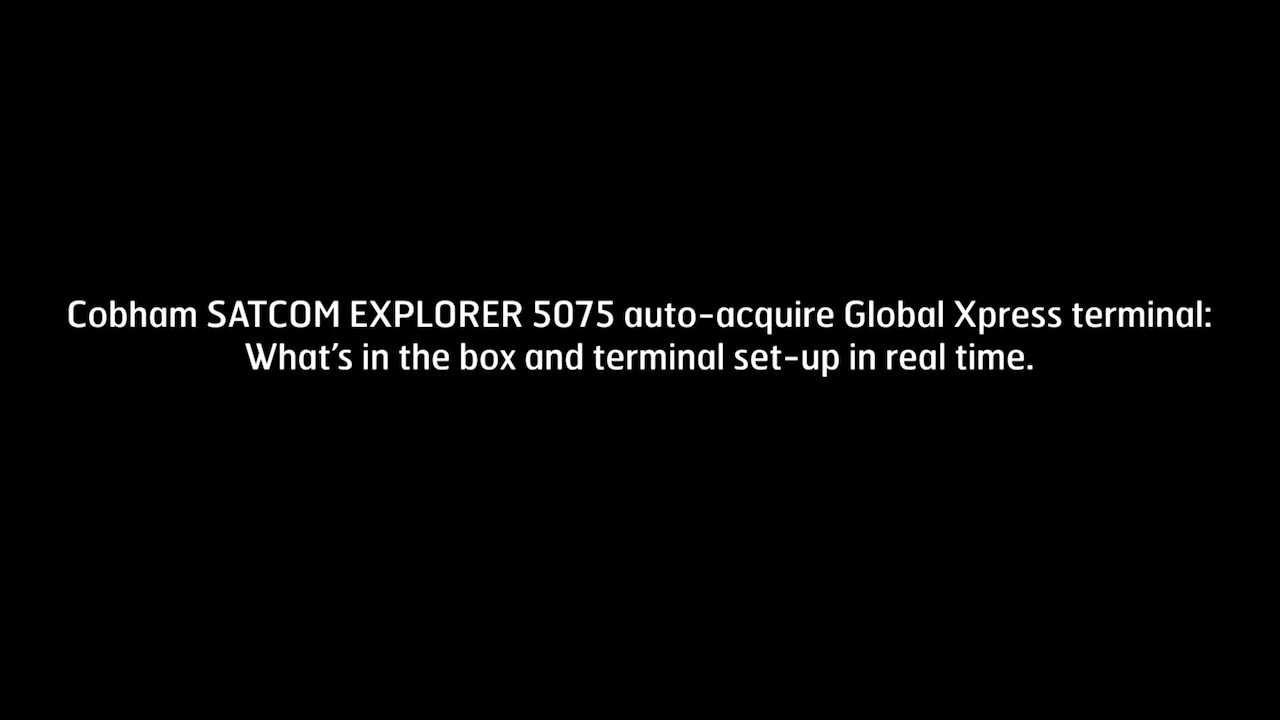 Cobham SATCOM EXPLORER 5075 auto-acquire Global Xpress terminal:
What's in the box and terminal set-up in real time.